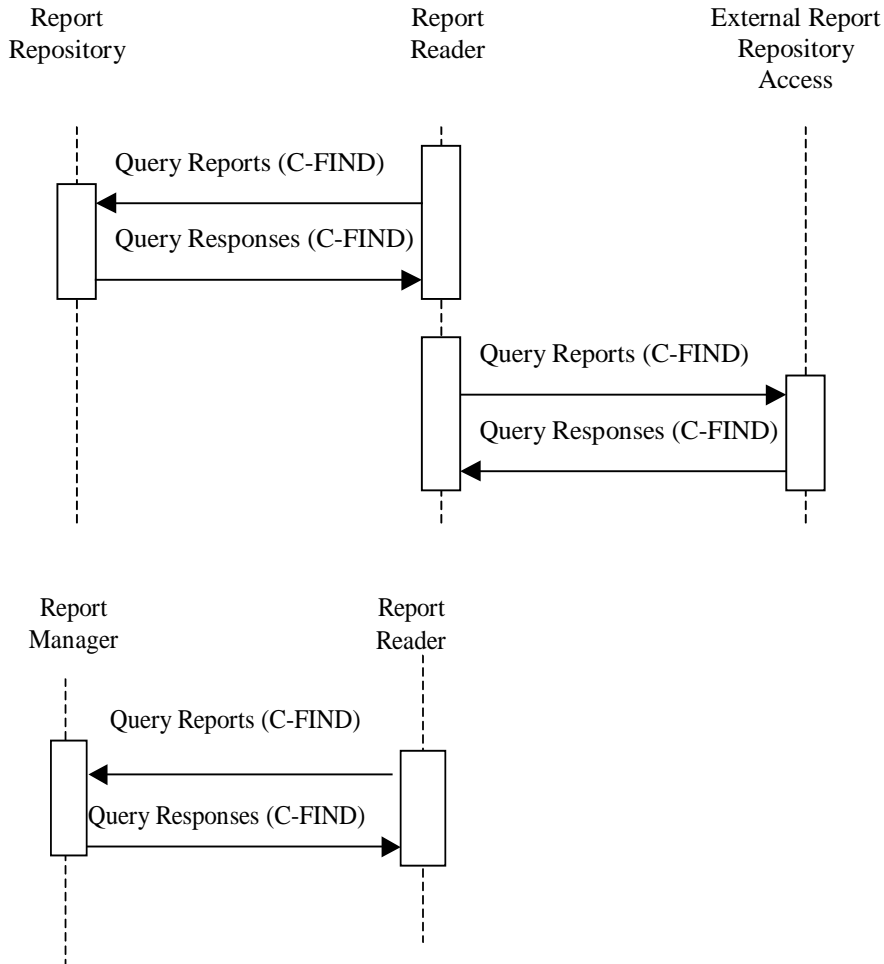 Report
Repository
Report
Reader
External Report
Repository
Access
Query Reports (C-FIND)
Query Responses (C-FIND)
Query Reports (C-FIND)
Query Responses (C-FIND)
Report
Manager
Report
Reader
Query Reports (C-FIND)
Query Responses (C-FIND)